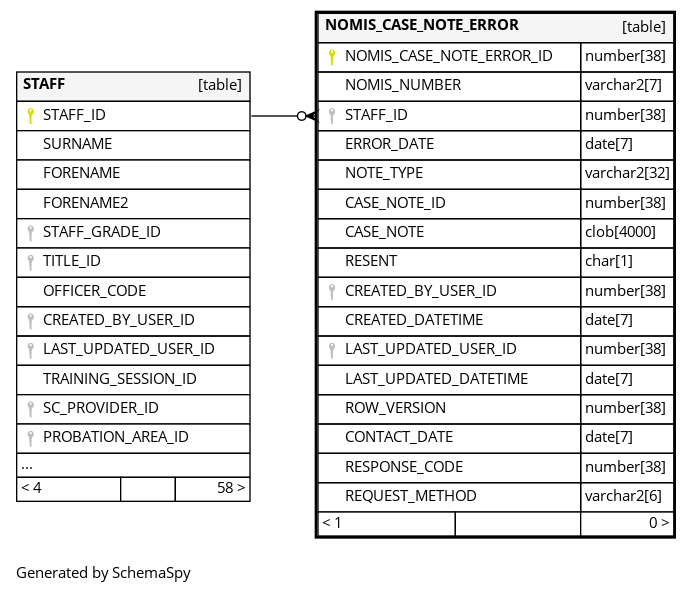 STAFF [table]
STAFF_ID
SURNAME
FORENAME
FORENAME2
STAFF_GRADE_ID
TITLE_ID
OFFICER_CODE
CREATED_BY_USER_ID
LAST_UPDATED_USER_ID
TRAINING_SESSION_ID
SC_PROVIDER_ID
PROBATION_AREA_ID
...
< 4 58 >
NOMIS_CASE_NOTE_ERROR [table]
NOMIS_CASE_NOTE_ERROR_ID number[38]
NOMIS_NUMBER varchar2[7]
STAFF_ID number[38]
ERROR_DATE date[7]
NOTE_TYPE varchar2[32]
CASE_NOTE_ID number[38]
CASE_NOTE clob[4000]
RESENT char[1]
CREATED_BY_USER_ID number[38]
CREATED_DATETIME date[7]
LAST_UPDATED_USER_ID number[38]
LAST_UPDATED_DATETIME date[7]
ROW_VERSION number[38]
CONTACT_DATE date[7]
RESPONSE_CODE number[38]
REQUEST_METHOD varchar2[6]
< 1 0 >
Generated by SchemaSpy